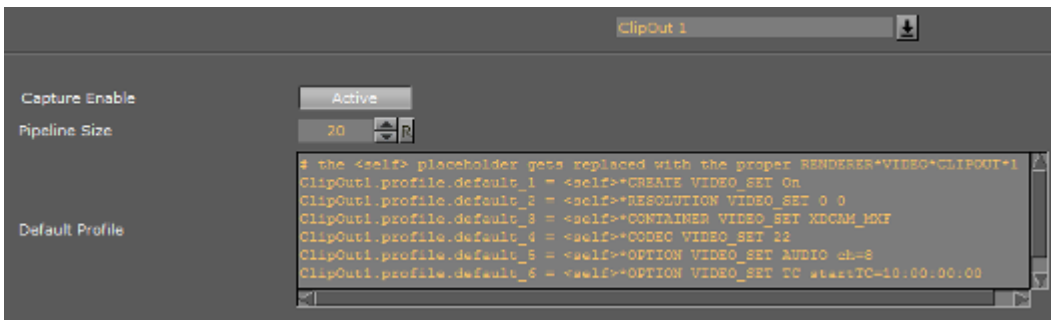 ClipOut 1
Capture Enable
Active
Pipeline Size
20
R
Default Profile
# the <self> placeholder gets replaced with the proper RENDERER*VIDEO*CLIPOUT*1
ClipOut1.profile.default_1 = <self>*CREATE VIDEO_SET On
ClipOut1.profile.default_2 = <self>*RESOLUTION VIDEO_SET 0 0
ClipOut1.profile.default_3 = <self>*CONTAINER VIDEO_SET XDCAM_MXF
ClipOut1.profile.default_4 = <self>*CODEC VIDEO_SET 22
ClipOut1.profile.default_5 = <self>*OPTION VIDEO_SET AUDIO ch=8
ClipOut1.profile.default_6 = <self>*OPTION VIDEO_SET TC startTC=10:00:00:00